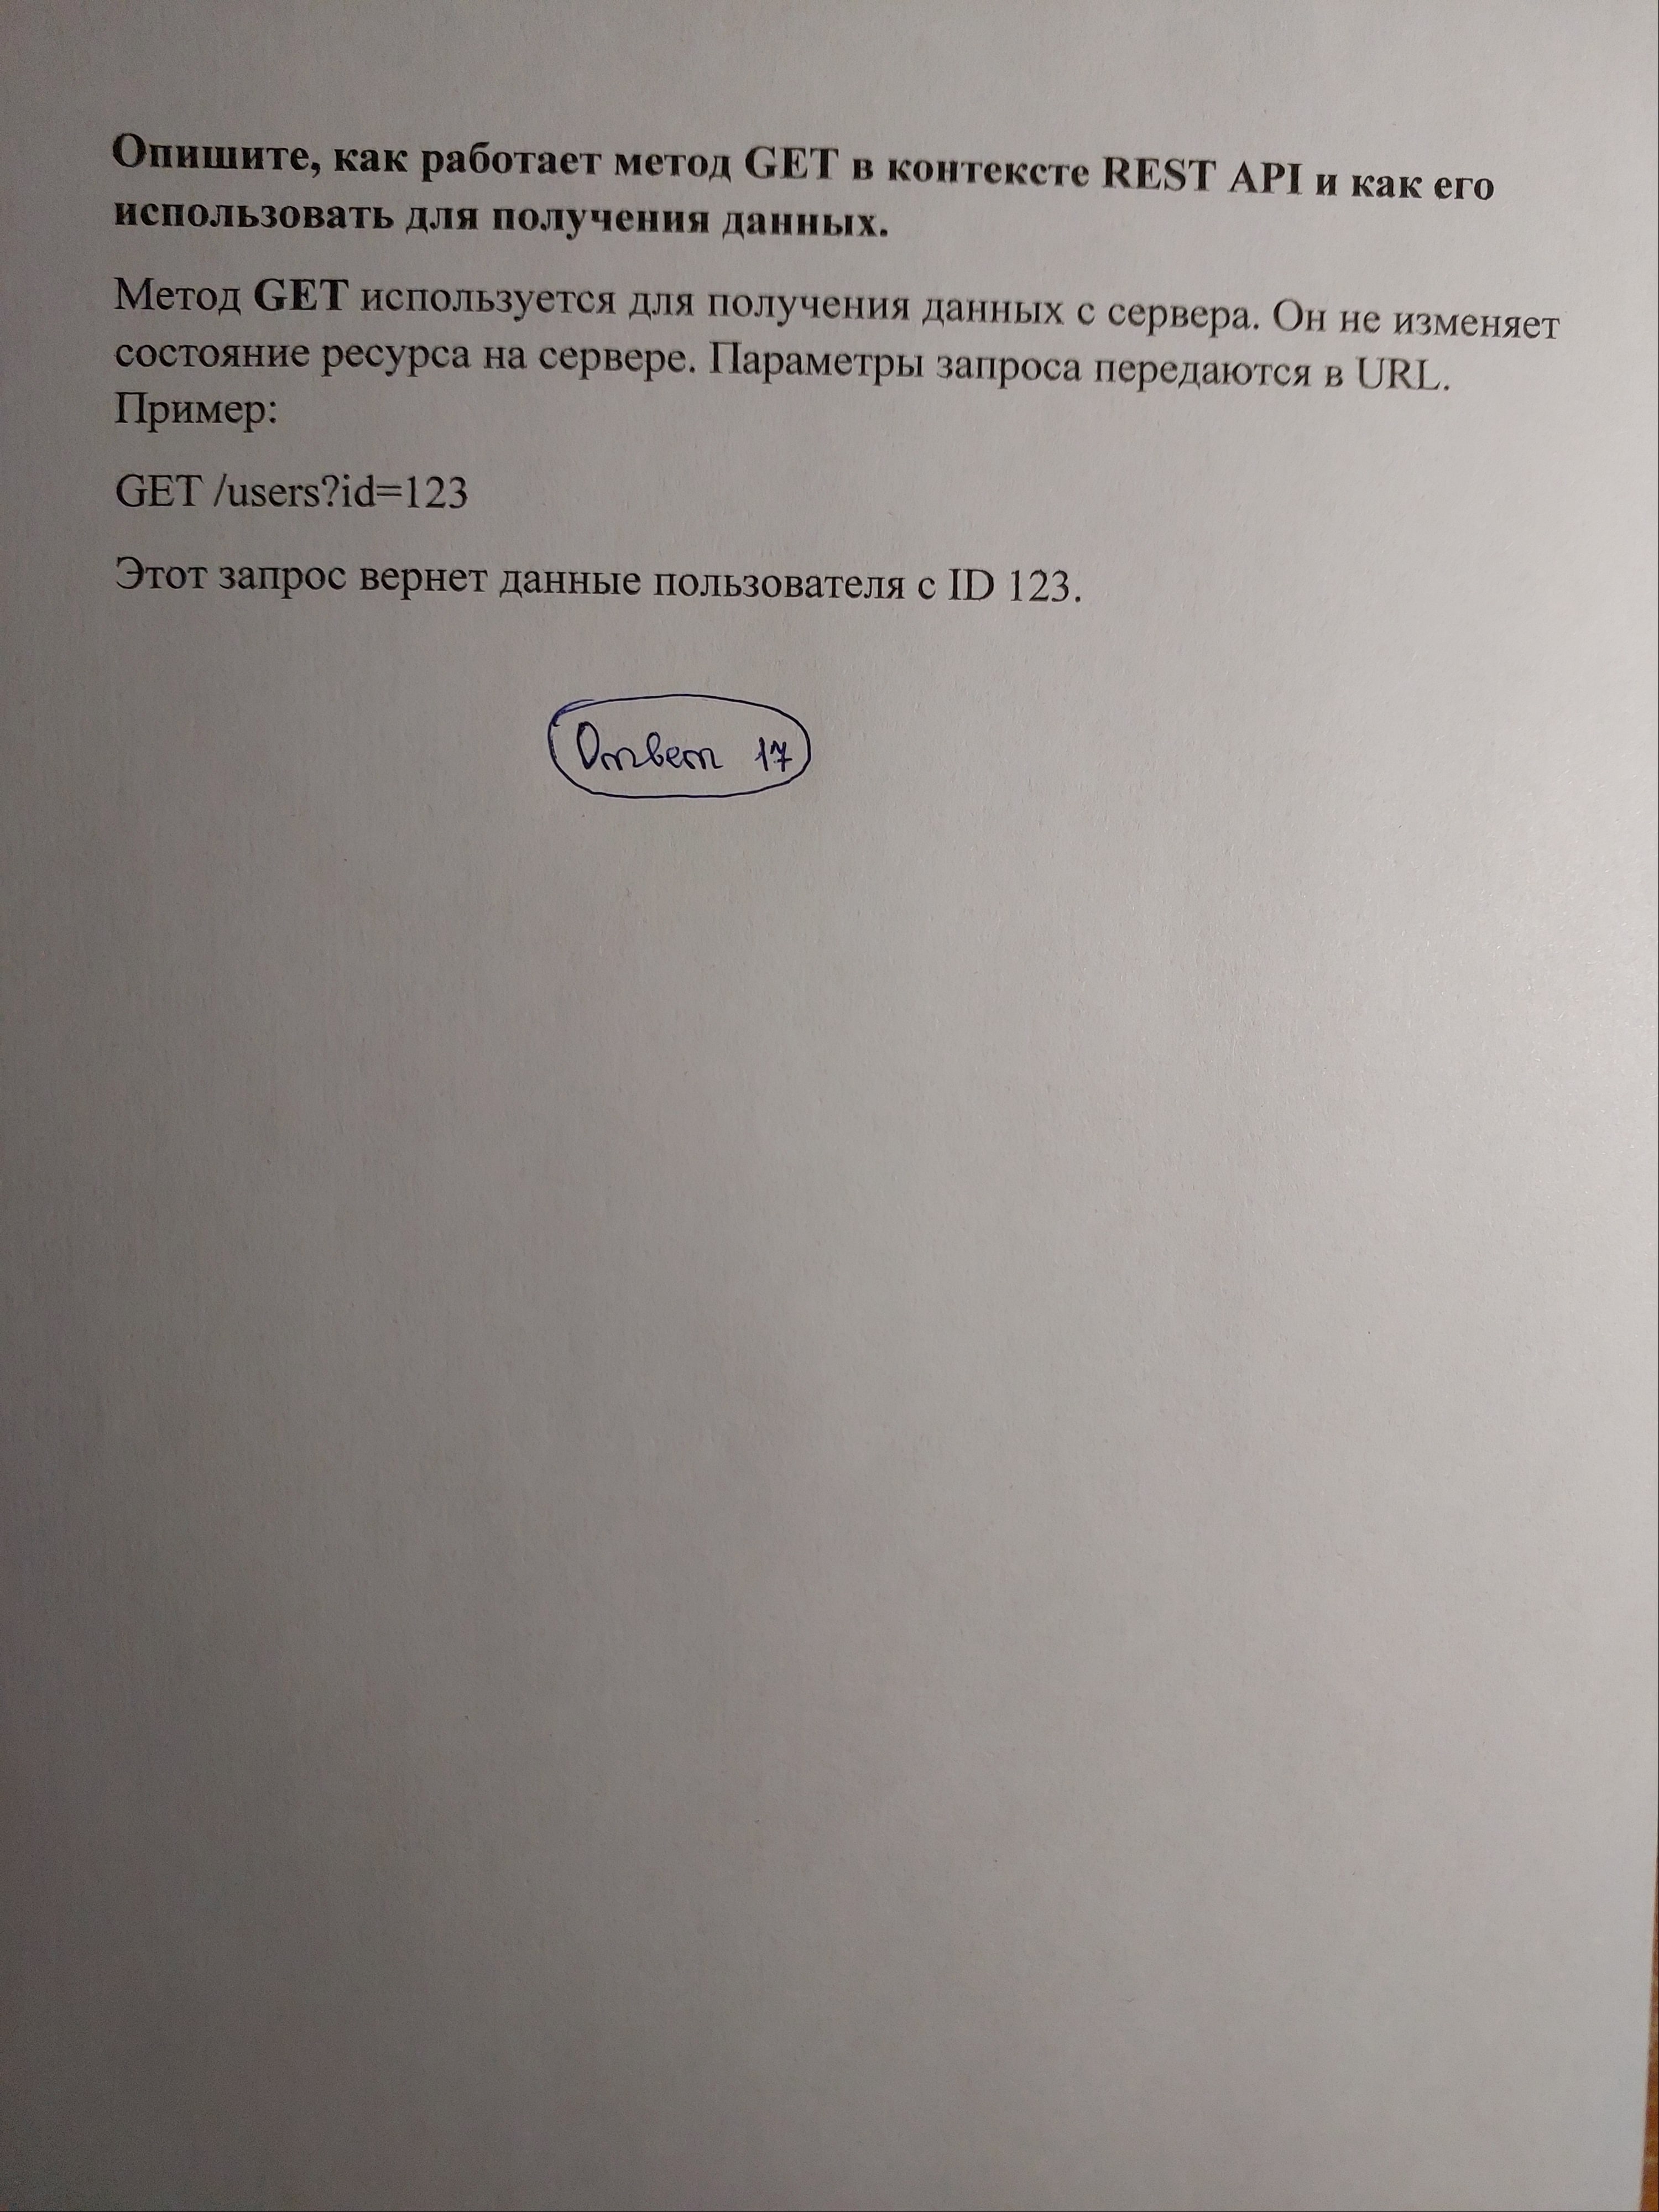 Опишите, как работает метод GET в контексте REST API и как его
использовать для получения данных.
Метод GET используется для получения данных с сервера. Он не изменяет
состояние ресурса на сервере. Параметры запроса передаются в URL.
Пример:
GET /users?id=123
Этот запрос вернет данные пользователя с ID 123.
Ответ 17